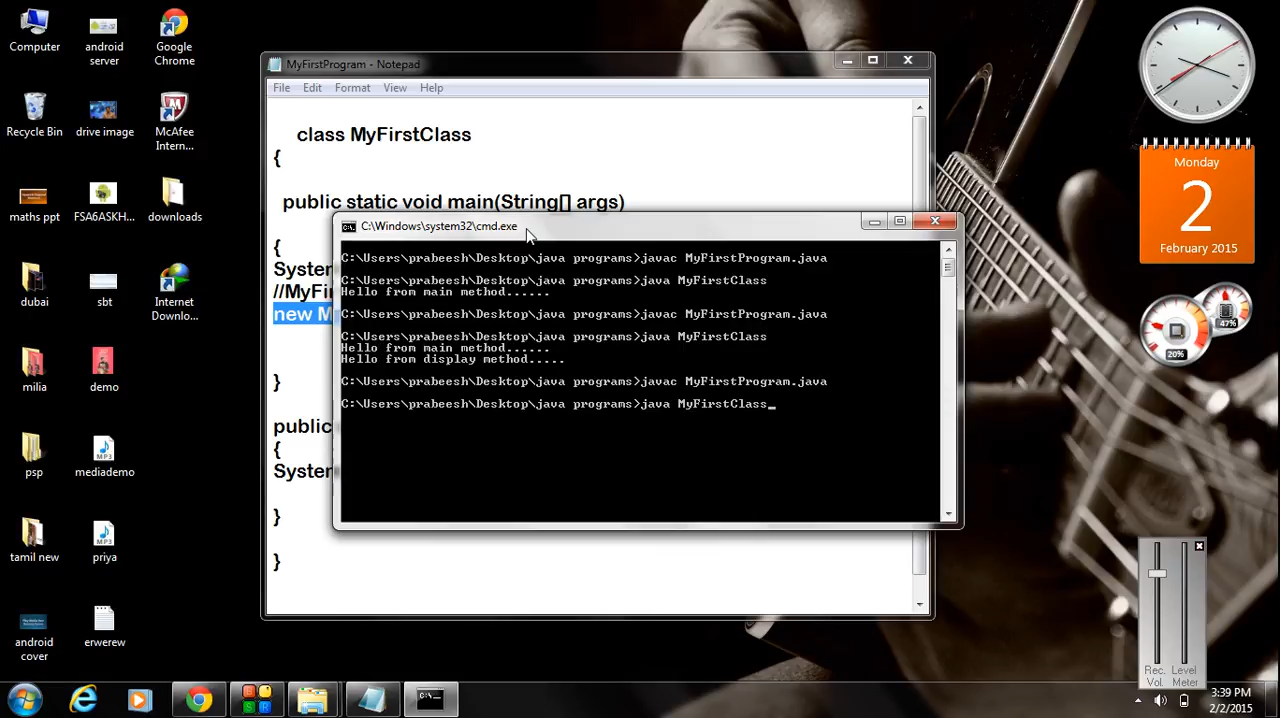 Computer
android
server
Google
Chrome
Recycle Bin
drive image
McAfee
Intern...
maths ppt
FSA6ASKH...
downloads
dubai
sbt
Internet
Downlo...
milia
demo
psp
mediademo
tamil new
priya
android
cover
erwerew
MyFirstProgram - Notepad
File Edit Format View Help
class MyFirstClass
{
public static void main(String[] args)
{
System
//MyFir
new M
}
public
{
System
}
}
C:\Windows\system32\cmd.exe
C:\Users\prabeesh\Desktop\java programs>javac MyFirstProgram.java
C:\Users\prabeesh\Desktop\java programs>java MyFirstClass
Hello from main method......
C:\Users\prabeesh\Desktop\java programs>javac MyFirstProgram.java
C:\Users\prabeesh\Desktop\java programs>java MyFirstClass
Hello from main method......
Hello from display method.....
C:\Users\prabeesh\Desktop\java programs>javac MyFirstProgram.java
C:\Users\prabeesh\Desktop\java programs>java MyFirstClass_
Monday
2
February 2015
47%
20%
Rec. Level
Vol. Meter
3:39 PM
2/2/2015